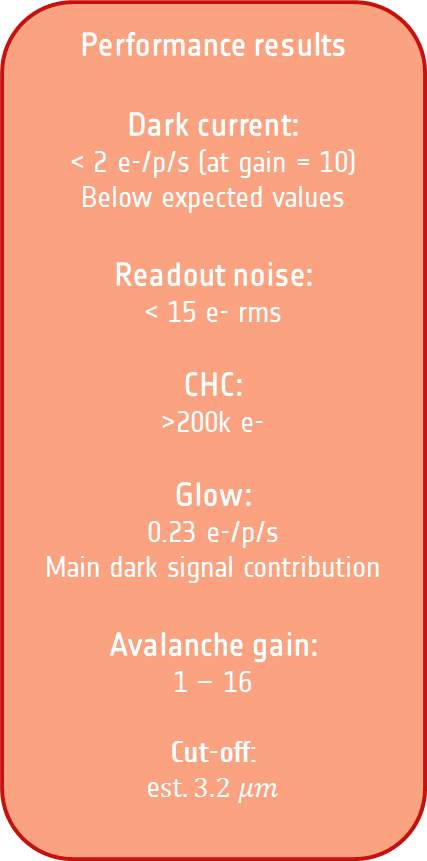 Performance results
Dark current:
< 2 e-/p/s (at gain = 10)
Below expected values
Readout noise:
< 15 e- rms
CHC:
>200k e-
Glow:
0.23 e-/p/s
Main dark signal contribution
Avalanche gain:
1 – 16
Cut-off:
est. 3.2 𝜇𝑚